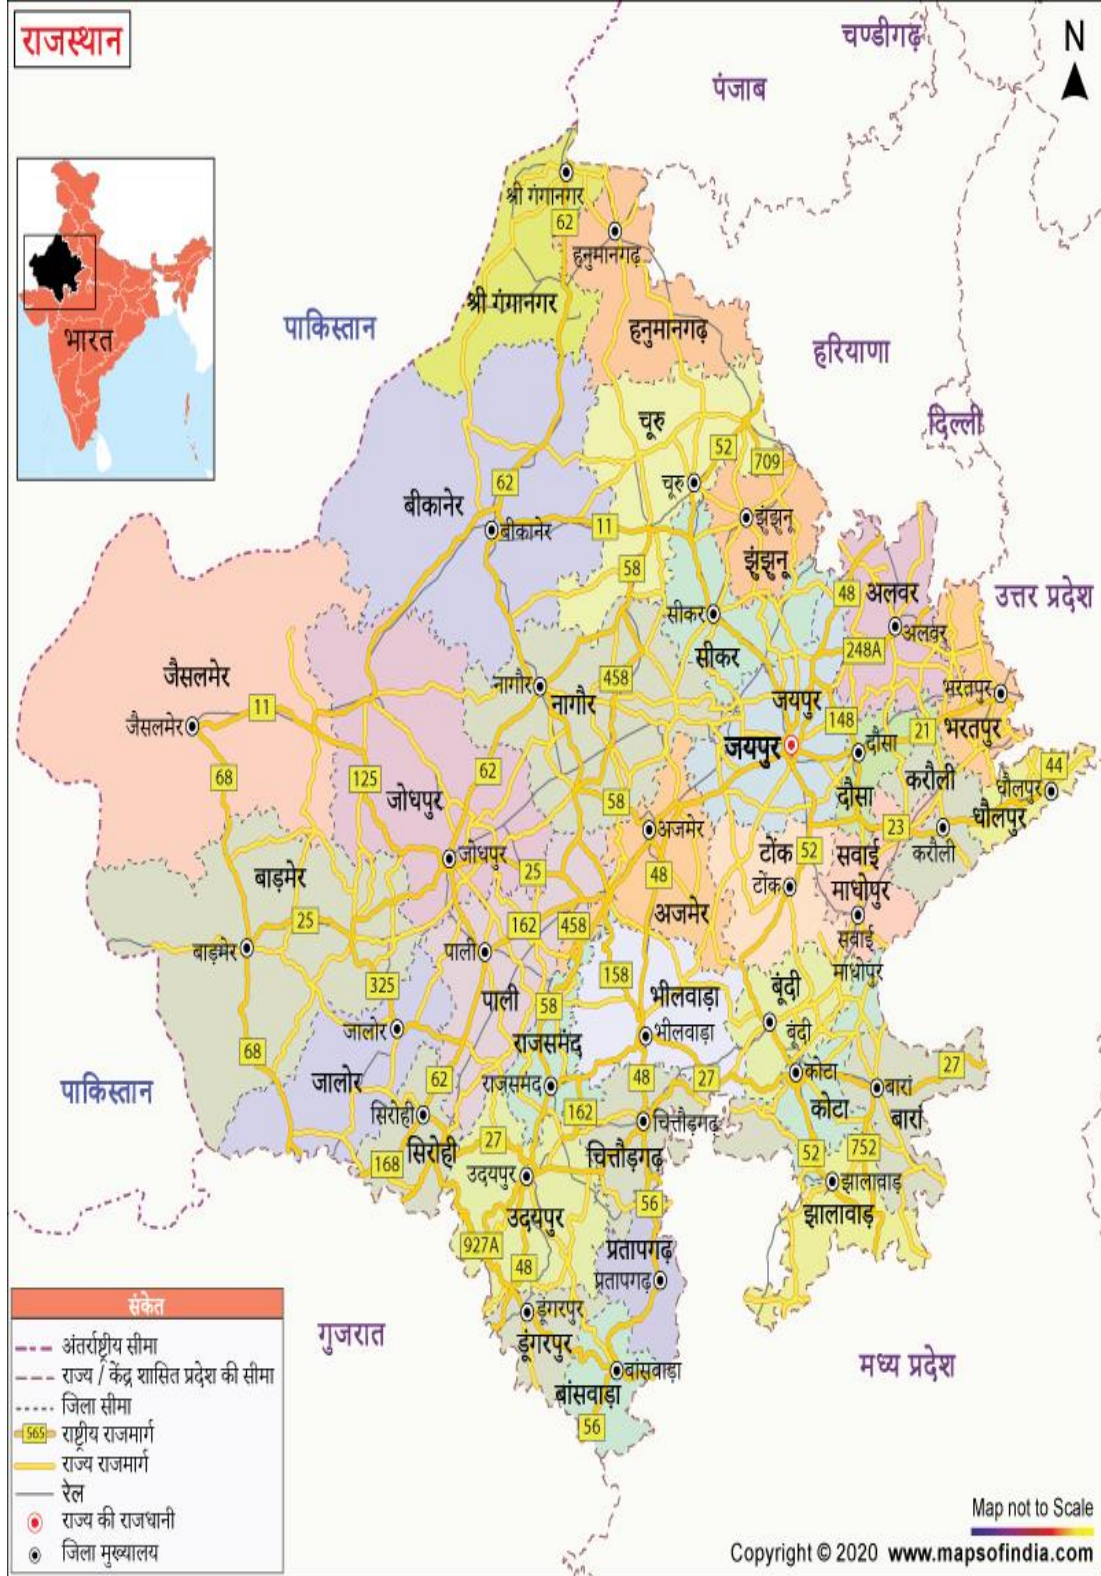 राजस्थान
चण्डीगढ़
N
पंजाब
श्री गंगानगर
62
हनुमानगढ़
श्री गंगानगर
पाकिस्तान
हनुमानगढ़
हरियाणा
भारत
दिल्ली
चूरु
52
709
62
चूरु
बीकानेर
बीकानेर
11
झुंझुनू
झुंझुनू
58
48
अलवर
उत्तर प्रदेश
सीकर
अलवर
248A
सीकर
जैसलमेर
458
नागौर
नागौर
भरतपुर
जयपुर
11
जैसलमेर
148
21
भरतपुर
जयपुर
दौसा
44
68
125
62
करौली
धौलपुर
जोधपुर
58
दौसा
धौलपुर
अजमेर
23
जोधपुर
टोंक
52
सवाई
माधोपुर
करौली
बाड़मेर
25
48
टोंक
अजमेर
25
162
458
बाड़मेर
पाली
सवाई
माधोपुर
158
325
पाली
58
भीलवाड़ा
बूंदी
जालोर
राजसमंद
भीलवाड़ा
बूंदी
68
27
पाकिस्तान
जालोर
62
राजसमंद
48
27
कोटा
बारां
सिरोही
162
चित्तौड़गढ़
कोटा
बारां
सिरोही
27
168
चित्तौड़गढ़
52
752
उदयपुर
झालावाड़
56
उदयपुर
झालावाड़
927A
प्रतापगढ़
48
प्रतापगढ़
डूंगरपुर
गुजरात
डूंगरपुर
बांसवाड़ा
मध्य प्रदेश
बांसवाड़ा
56
संकेत
अंतर्राष्ट्रीय सीमा
राज्य / केंद्र शासित प्रदेश की सीमा
जिला सीमा
565 राष्ट्रीय राजमार्ग
राज्य राजमार्ग
रेल
राज्य की राजधानी
जिला मुख्यालय
Map not to Scale
Copyright © 2020 www.mapsofindia.com